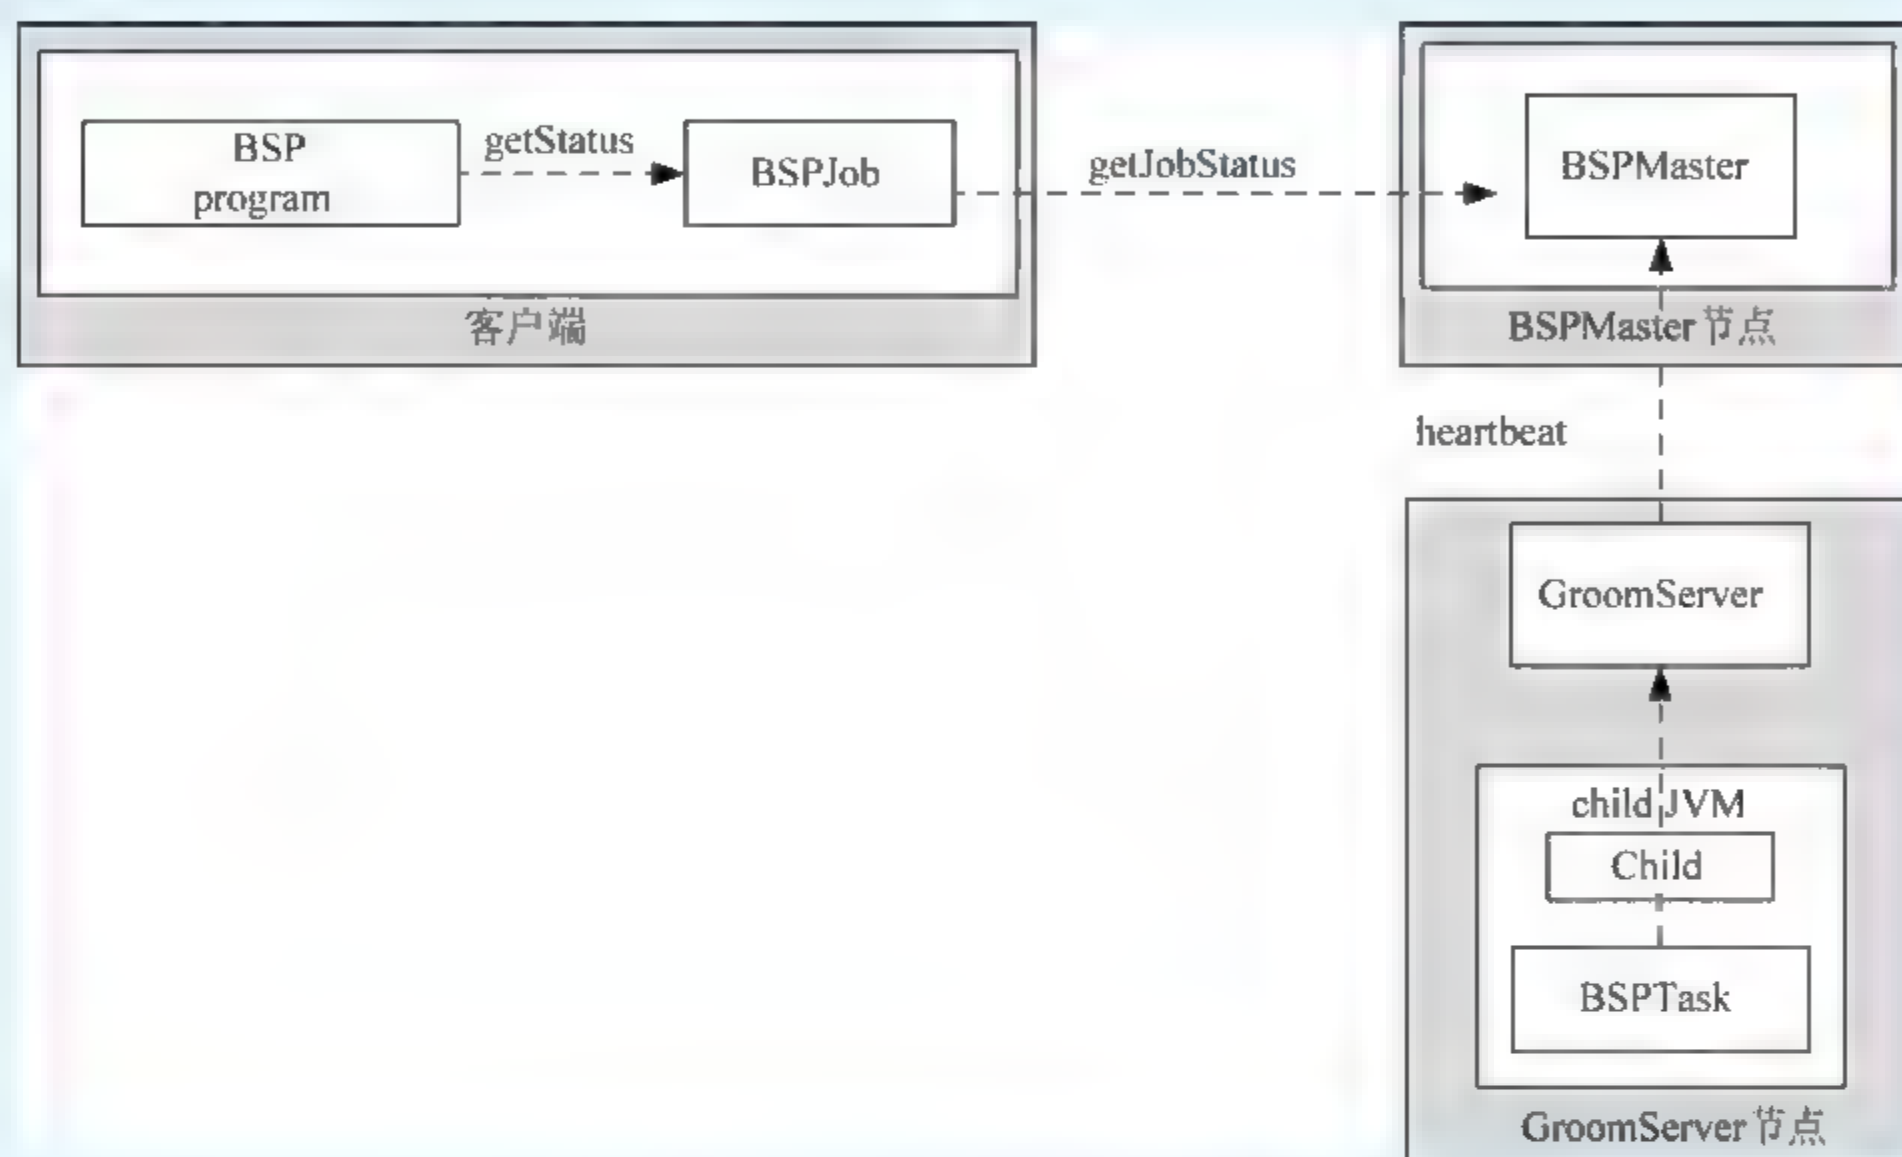 BSP
program
getStatus
BSPJob
客户端
getJobStatus
BSPMaster
BSPMaster节点
heartbeat
GroomServer
child JVM
Child
BSPTask
GroomServer节点